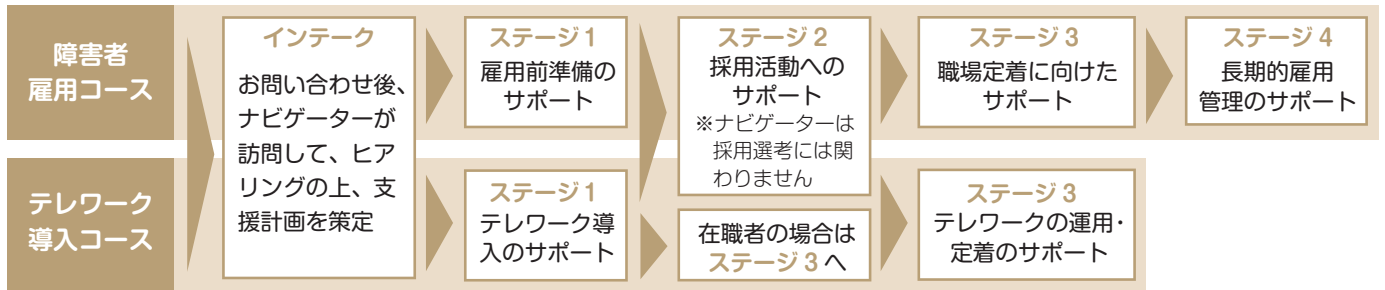 障害者
雇用コース
インテーク
お問い合わせ後、
ナビゲーターが
訪問して、ヒア
リングの上、支
援計画を策定
ステージ1
雇用前準備の
サポート
ステージ2
採用活動への
サポート
※ナビゲーターは
採用選考には関
わりません
ステージ3
職場定着に向けた
サポート
ステージ4
長期的雇用
管理のサポート
テレワーク
導入コース
ステージ1
テレワーク導
入のサポート
在職者の場合は
ステージ3へ
ステージ3
テレワークの運用・
定着のサポート